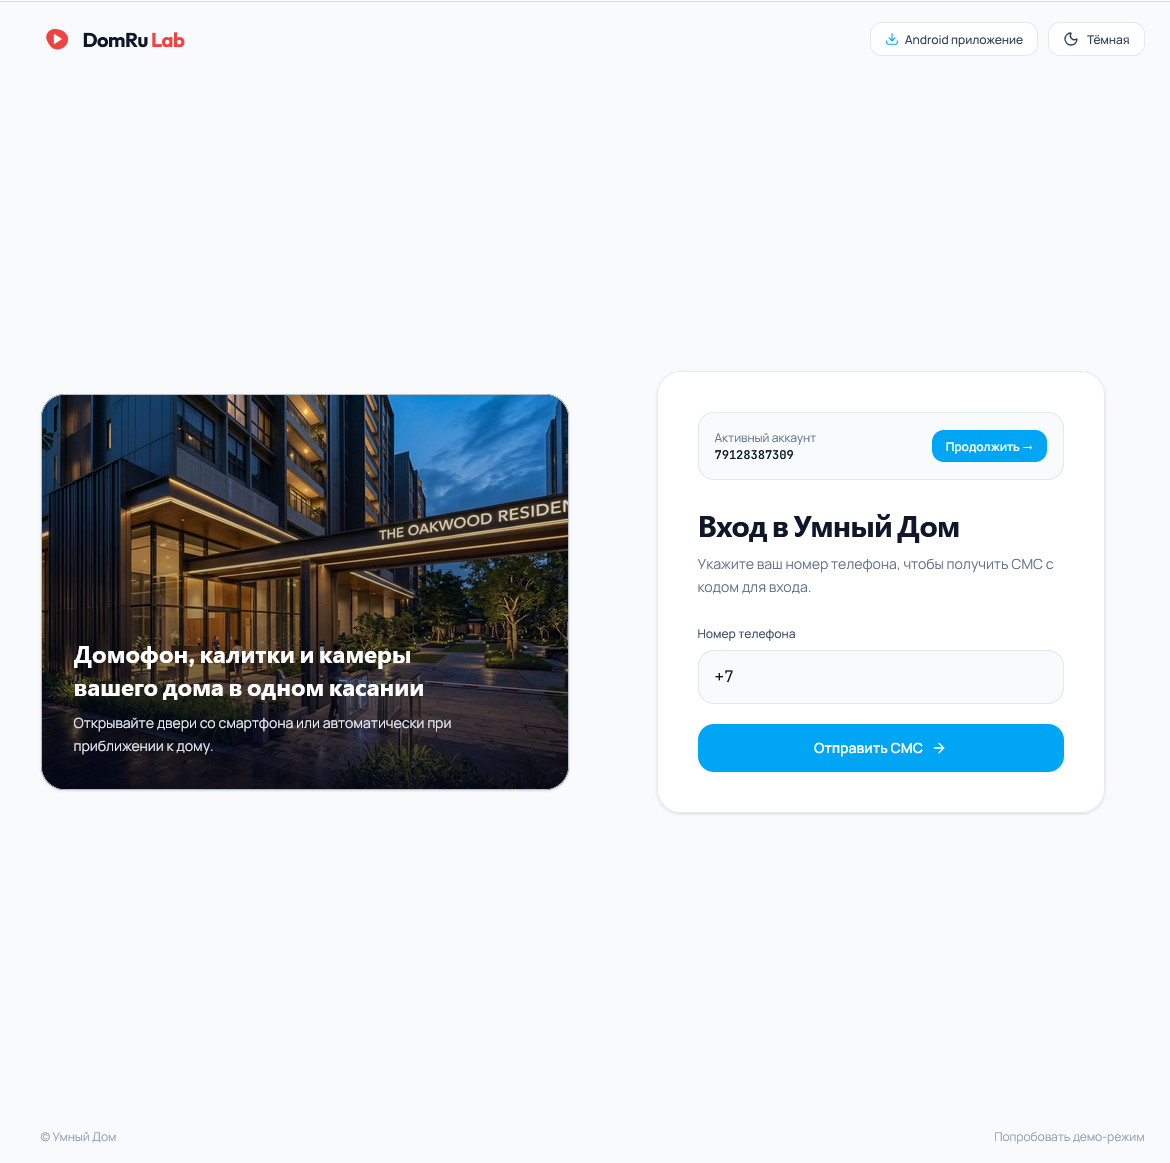 DomRu Lab
Android приложение
Тёмная
THE OAKWOOD RESIDEN
Домофон, калитки и камеры
вашего дома в одном касании
Открывайте двери со смартфона или автоматически при
приближении к дому.
Активный аккаунт
79128387309
Продолжить →
Вход в Умный Дом
Укажите ваш номер телефона, чтобы получить СМС с
кодом для входа.
Номер телефона
+7
Отправить СМС →
© Умный Дом
Попробовать демо-режим